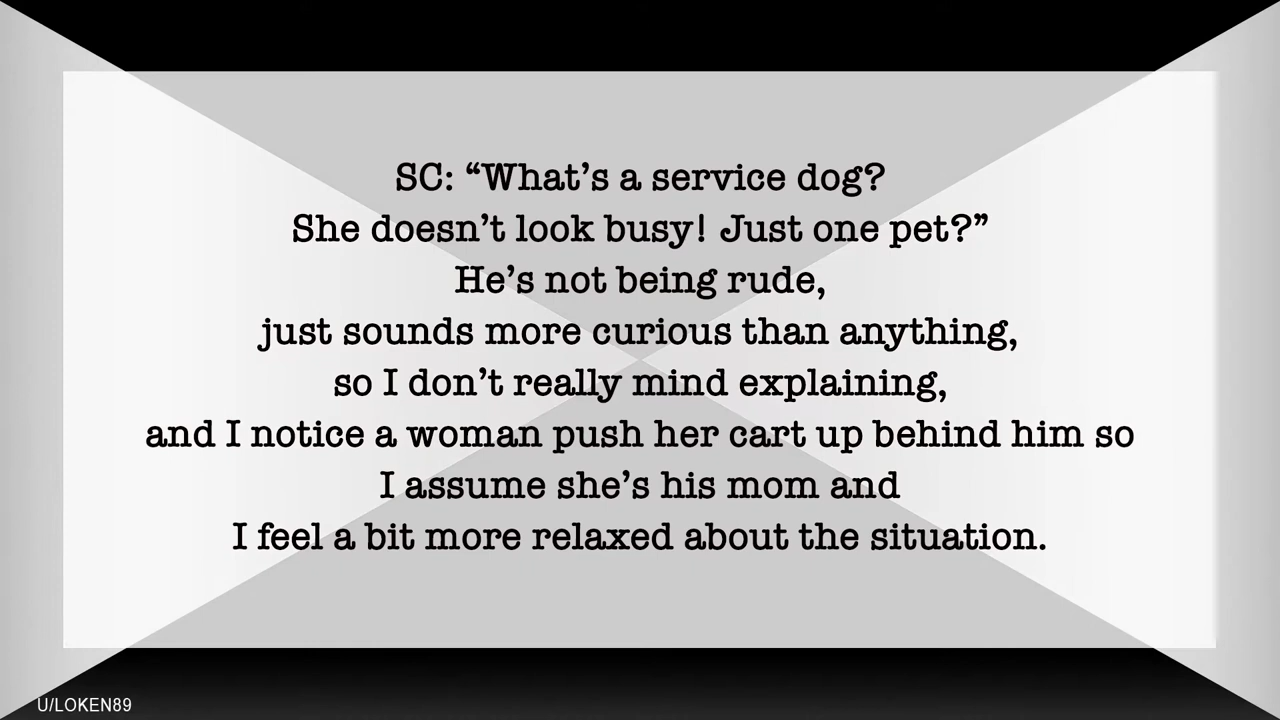 SC: “What’s a service dog?
She doesn’t look busy! Just one pet?”
He’s not being rude,
just sounds more curious than anything,
so I don’t really mind explaining,
and I notice a woman push her cart up behind him so
I assume she’s his mom and
I feel a bit more relaxed about the situation.
U/LOKEN89